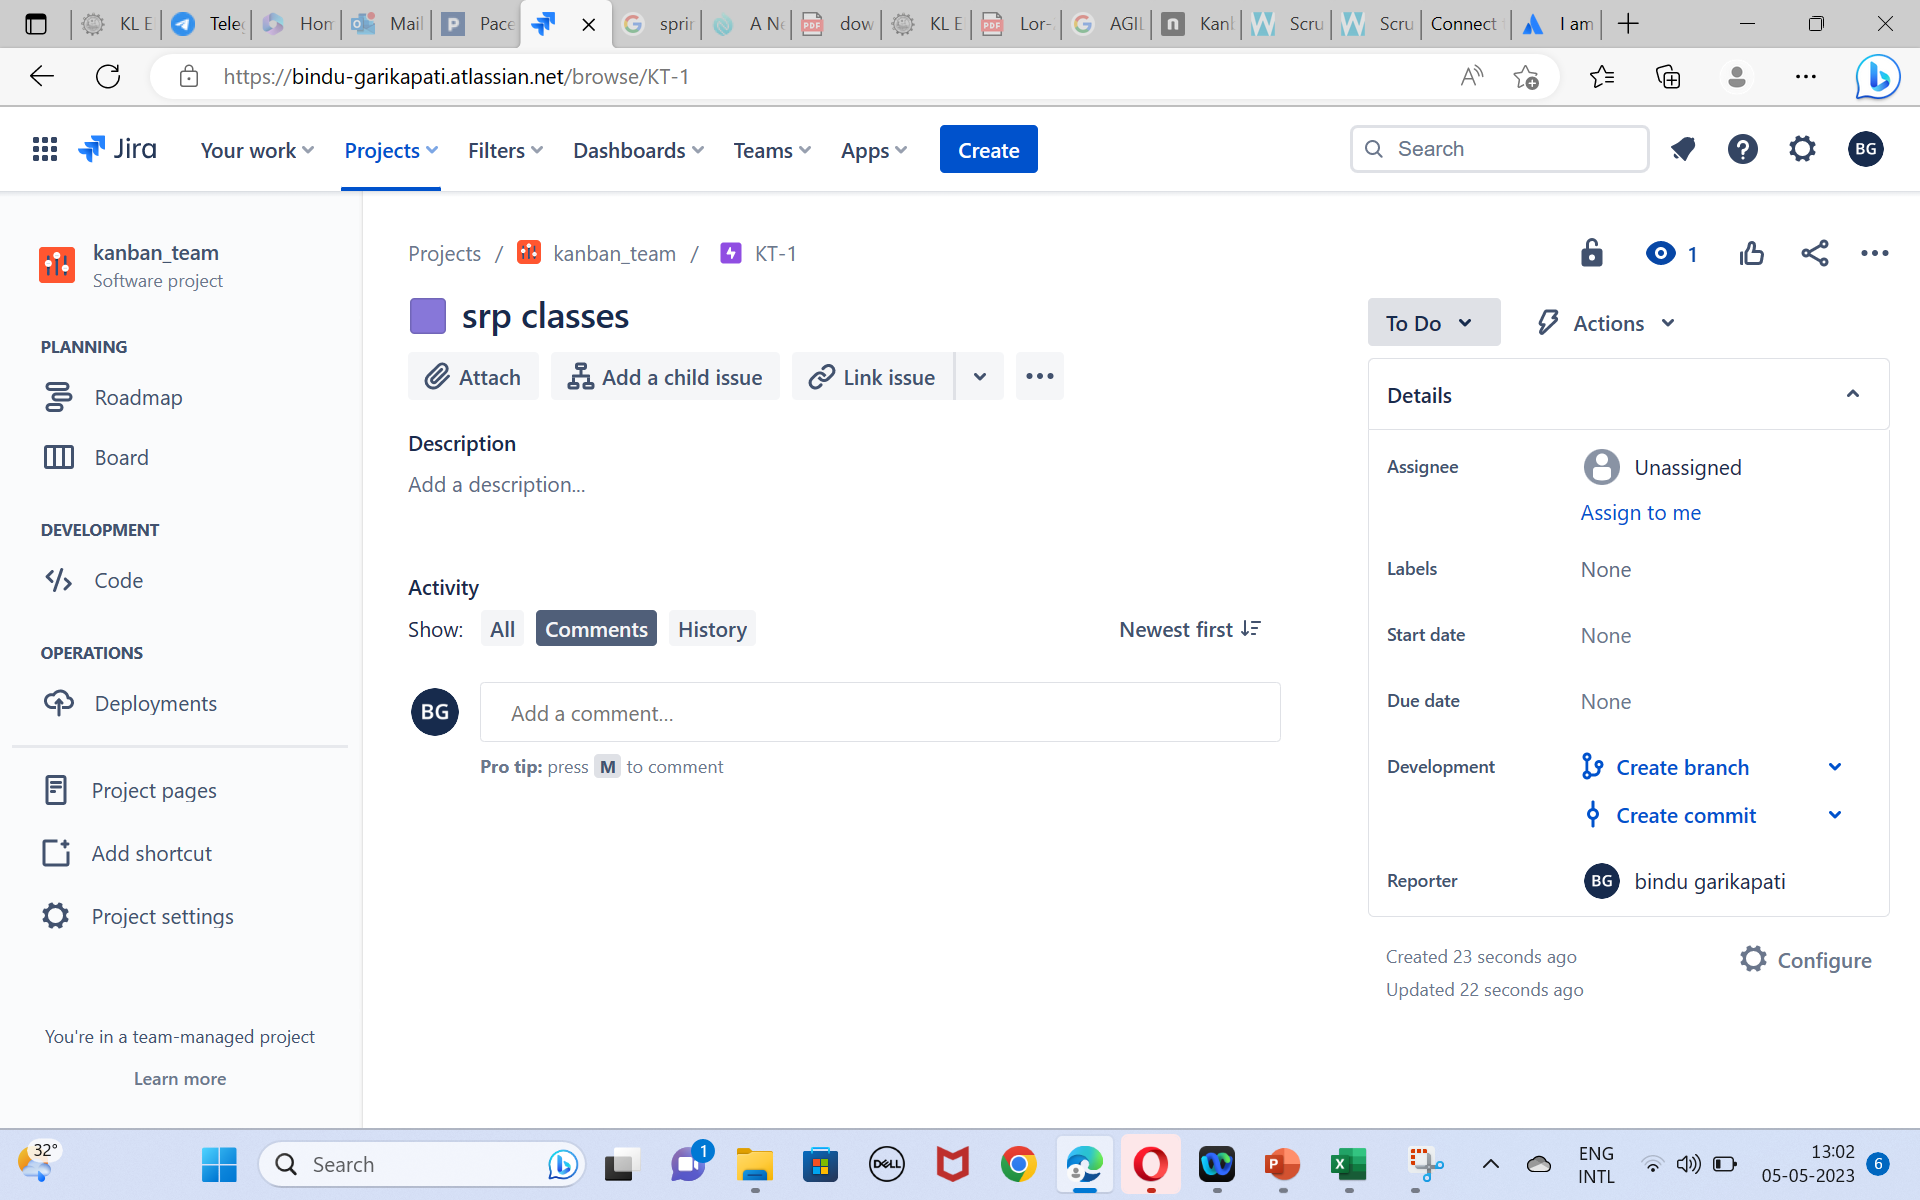 KL E
Tele
Hom
Mail
Pace
sprin
A Ne
dow
KL E
Lor-
AGIL
Kanb
Scru
Scru
Connect
I am
https://bindu-garikapati.atlassian.net/browse/KT-1
Jira
Your work
Projects
Filters
Dashboards
Teams
Apps
Create
Search
BG
kanban_team
Software project
PLANNING
Roadmap
Board
DEVELOPMENT
Code
OPERATIONS
Deployments
Project pages
Add shortcut
Project settings
You're in a team-managed project
Learn more
Projects / kanban_team / KT-1
1
srp classes
Attach
Add a child issue
Link issue
Description
Add a description...
Activity
Show: All Comments History
Newest first
BG
Add a comment...
Pro tip: press M to comment
To Do
Actions
Details
Assignee
Unassigned
Assign to me
Labels
None
Start date
None
Due date
None
Development
Create branch
Create commit
Reporter
BG bindu garikapati
Created 23 seconds ago
Updated 22 seconds ago
Configure
32°
Search
1
DELL
ENG
INTL
13:02
05-05-2023
6